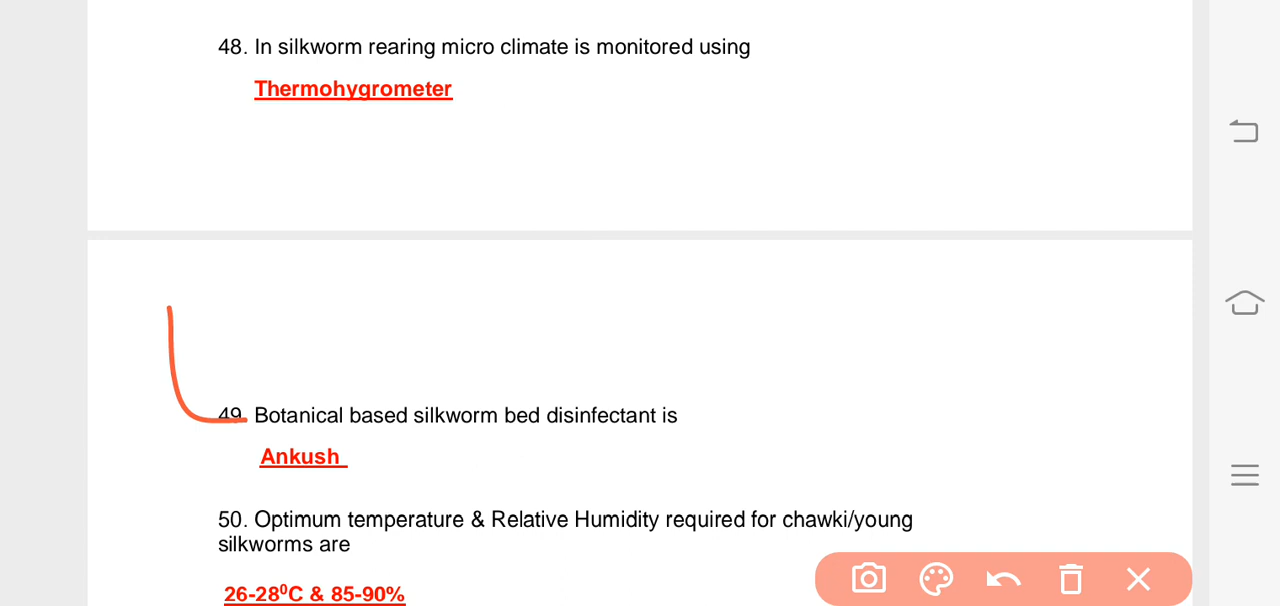 48. In silkworm rearing micro climate is monitored using
Thermohygrometer
49. Botanical based silkworm bed disinfectant is
Ankush
50. Optimum temperature & Relative Humidity required for chawki/young
silkworms are
26-28⁰C & 85-90%